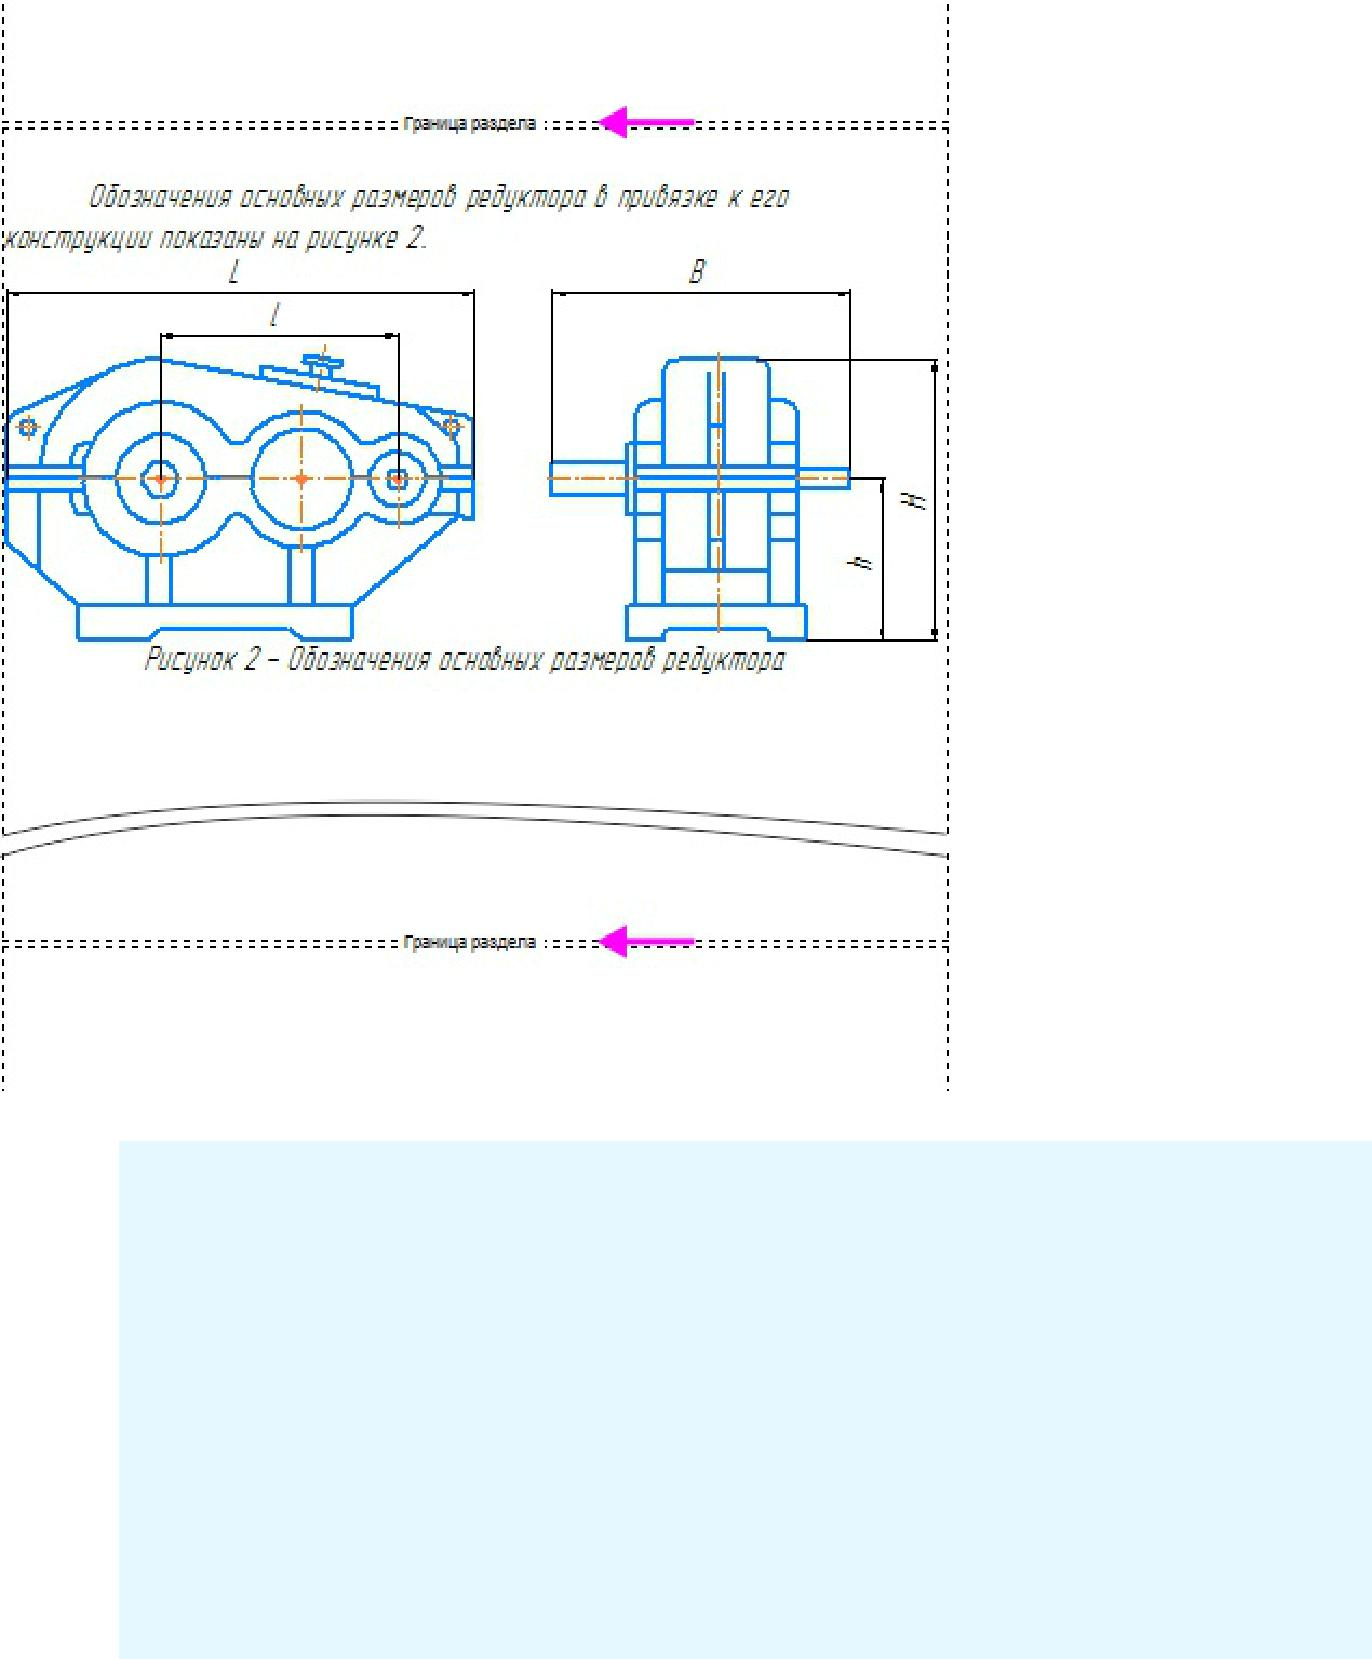 Граница раздела
Обозначения основных размеров редуктора в привязке к его
конструкции показаны на рисунке 2.
L
B
l
H
h
Рисунок 2 – Обозначения основных размеров редуктора
Граница раздела